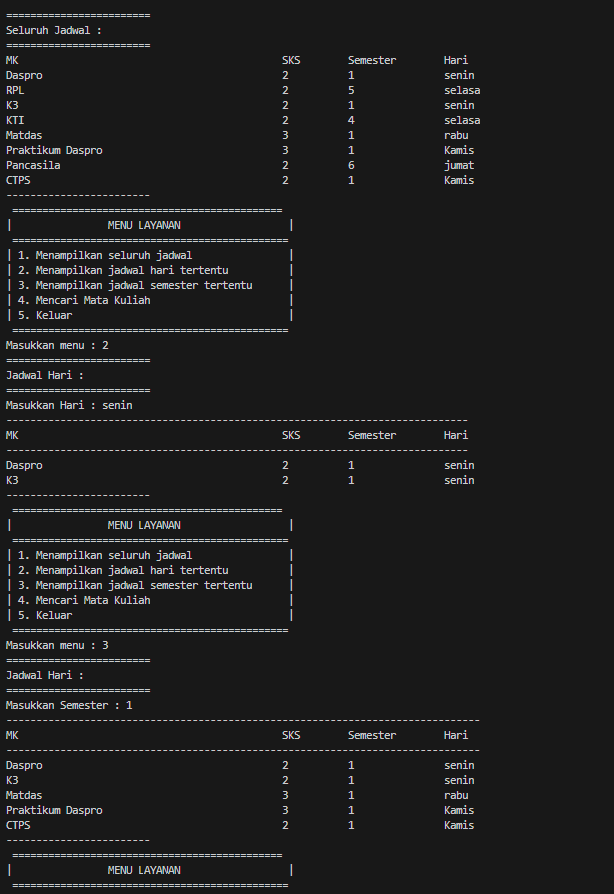 ========================
Seluruh Jadwal :
========================
MK                                            SKS        Semester        Hari
Daspro                                        2          1               senin
RPL                                           2          5               selasa
K3                                            2          1               senin
KTI                                           2          4               selasa
Matdas                                        3          1               rabu
Praktikum Daspro                              3          1               Kamis
Pancasila                                     2          6               jumat
CTPS                                          2          1               Kamis
------------------------
 =============================================
|                MENU LAYANAN                  |
 ==============================================
| 1. Menampilkan seluruh jadwal                |
| 2. Menampilkan jadwal hari tertentu          |
| 3. Menampilkan jadwal semester tertentu      |
| 4. Mencari Mata Kuliah                       |
| 5. Keluar                                    |
 ==============================================
Masukkan menu : 2
========================
Jadwal Hari :
========================
Masukkan Hari : senin
-----------------------------------------------------------------------------
MK                                            SKS        Semester        Hari
-----------------------------------------------------------------------------
Daspro                                        2          1               senin
K3                                            2          1               senin
------------------------
 =============================================
|                MENU LAYANAN                  |
 ==============================================
| 1. Menampilkan seluruh jadwal                |
| 2. Menampilkan jadwal hari tertentu          |
| 3. Menampilkan jadwal semester tertentu      |
| 4. Mencari Mata Kuliah                       |
| 5. Keluar                                    |
 ==============================================
Masukkan menu : 3
========================
Jadwal Hari :
========================
Masukkan Semester : 1
-------------------------------------------------------------------------------
MK                                            SKS        Semester        Hari
-------------------------------------------------------------------------------
Daspro                                        2          1               senin
K3                                            2          1               senin
Matdas                                        3          1               rabu
Praktikum Daspro                              3          1               Kamis
CTPS                                          2          1               Kamis
------------------------
 =============================================
|                MENU LAYANAN                  |
 ==============================================